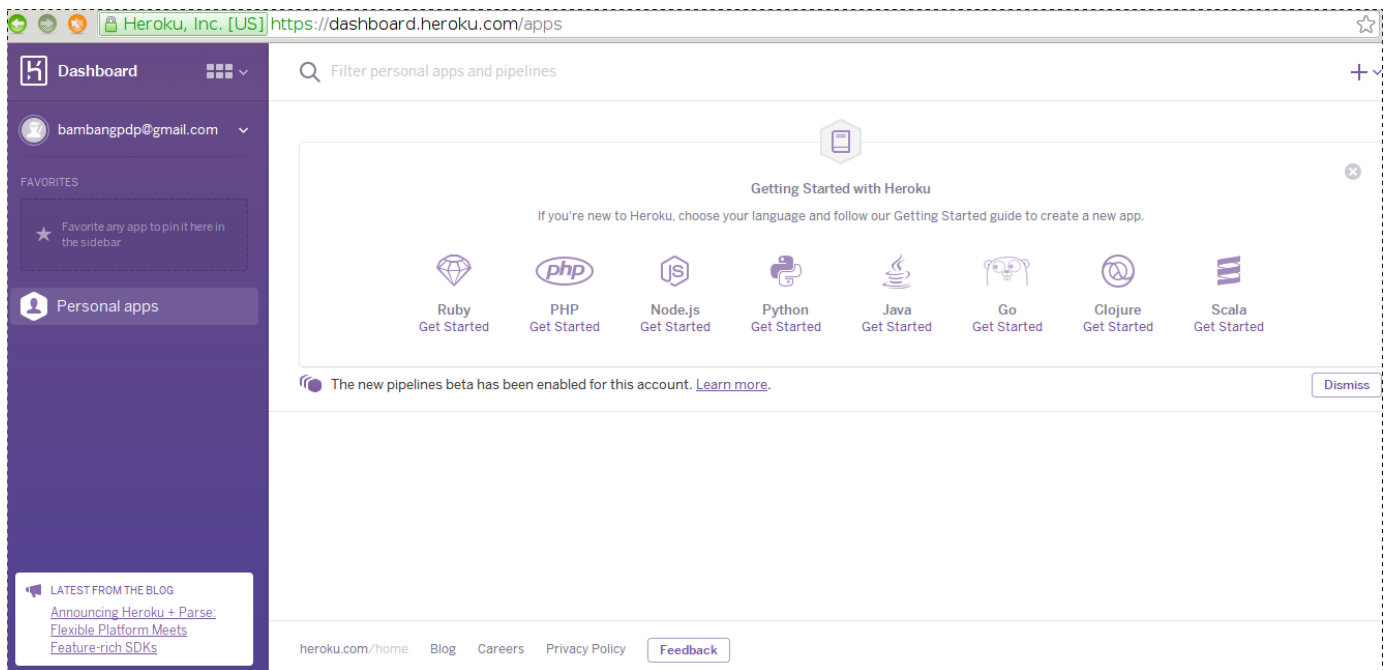 Heroku, Inc. [US] https://dashboard.heroku.com/apps
Dashboard
Filter personal apps and pipelines
bambangpdp@gmail.com
FAVORITES
Favorite any app to pin it here in
the sidebar
Personal apps
Getting Started with Heroku
If you're new to Heroku, choose your language and follow our Getting Started guide to create a new app.
php
JS
Ruby
Get Started
PHP
Get Started
Node.js
Get Started
Python
Get Started
Java
Get Started
Go
Get Started
Clojure
Get Started
Scala
Get Started
The new pipelines beta has been enabled for this account. Learn more.
Dismiss
LATEST FROM THE BLOG
Announcing Heroku + Parse:
Flexible Platform Meets
Feature-rich SDKs
heroku.com/home Blog Careers Privacy Policy Feedback